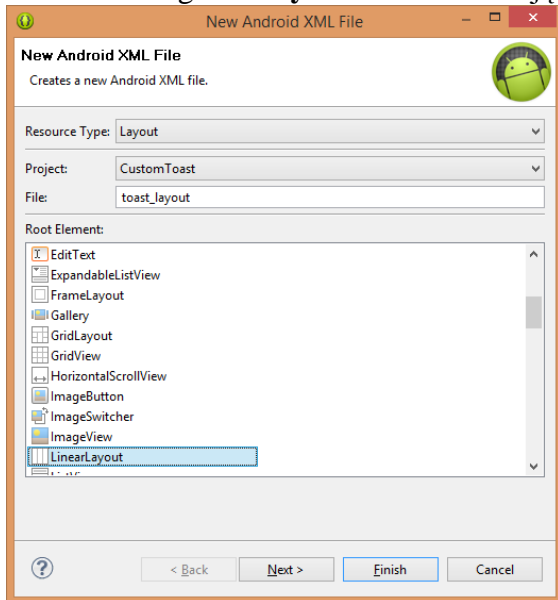 New Android XML File
New Android XML File
Creates a new Android XML file.
Resource Type: Layout
Project: CustomToast
File: toast_layout
Root Element:
EditText
ExpandableListView
FrameLayout
Gallery
GridLayout
GridView
HorizontalScrollView
ImageButton
ImageSwitcher
ImageView
LinearLayout
< Back Next > Finish Cancel